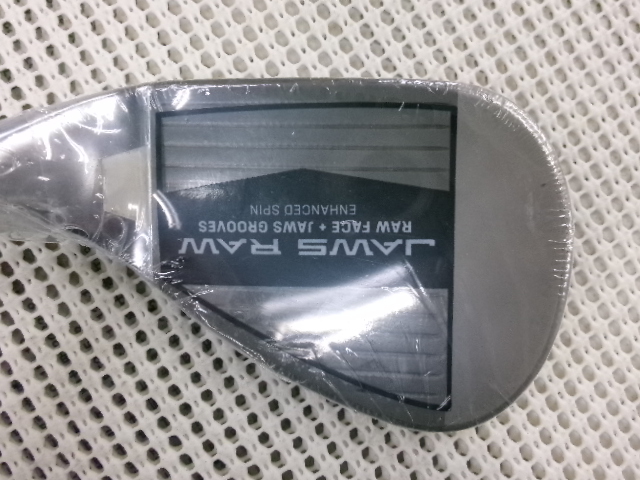 JAWS RAW
RAW FACE + JAWS GROOVES
ENHANCED SPIN